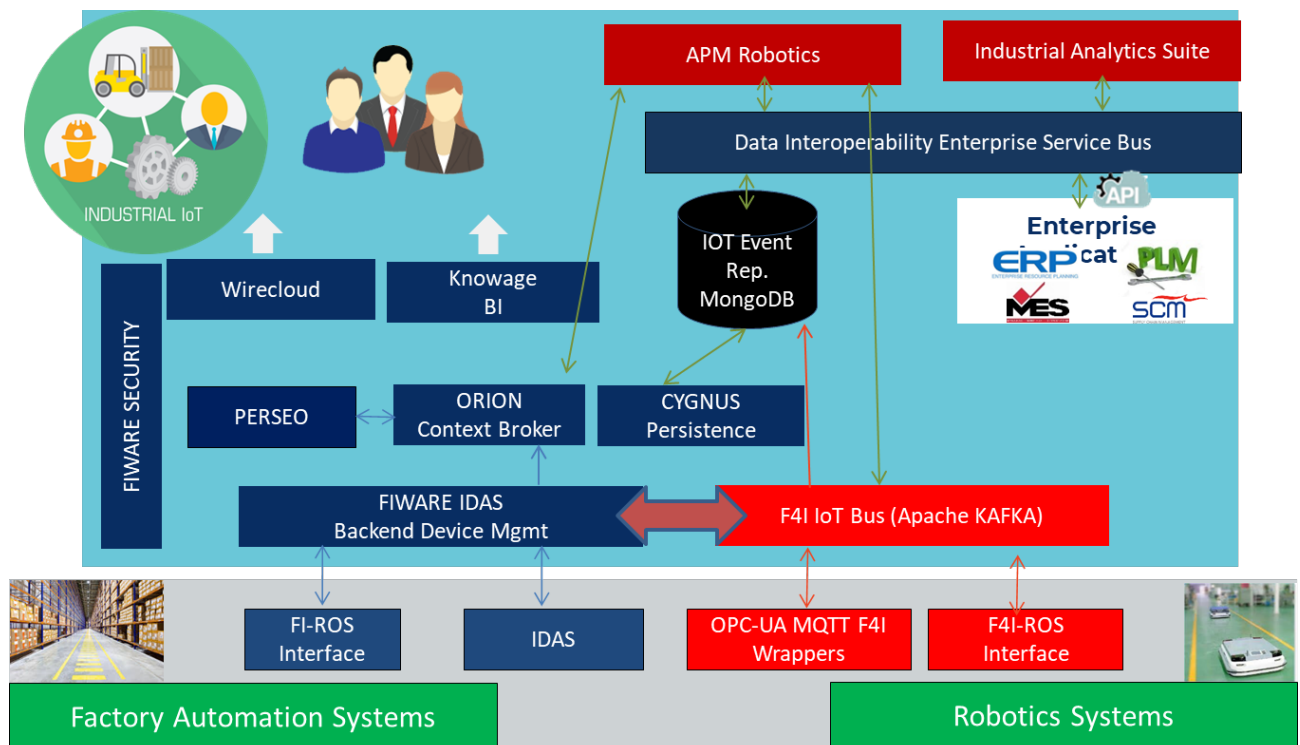 APM Robotics
Industrial Analytics Suite
Data Interoperability Enterprise Service Bus
INDUSTRIAL IoT
API
IOT Event
Rep.
MongoDB
Enterprise
ERP
ENTERPRISE RESOURCE PLANNING
PLM
MES
SCM
Wirecloud
Knowage
BI
FIWARE SECURITY
PERSEO
ORION
Context Broker
CYGNUS
Persistence
FIWARE IDAS
Backend Device Mgmt
F4I IoT Bus (Apache KAFKA)
FI-ROS
Interface
IDAS
OPC-UA MQTT F4I
Wrappers
F4I-ROS
Interface
Factory Automation Systems
Robotics Systems